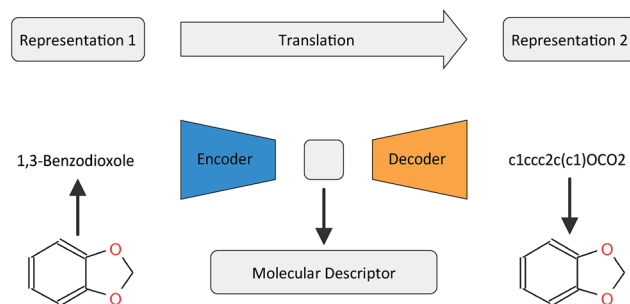 Representation 1
Translation
Representation 2
1,3-Benzodioxole
Encoder
Decoder
c1ccc2c(c1)OCO2
O
O
Molecular Descriptor
O
O